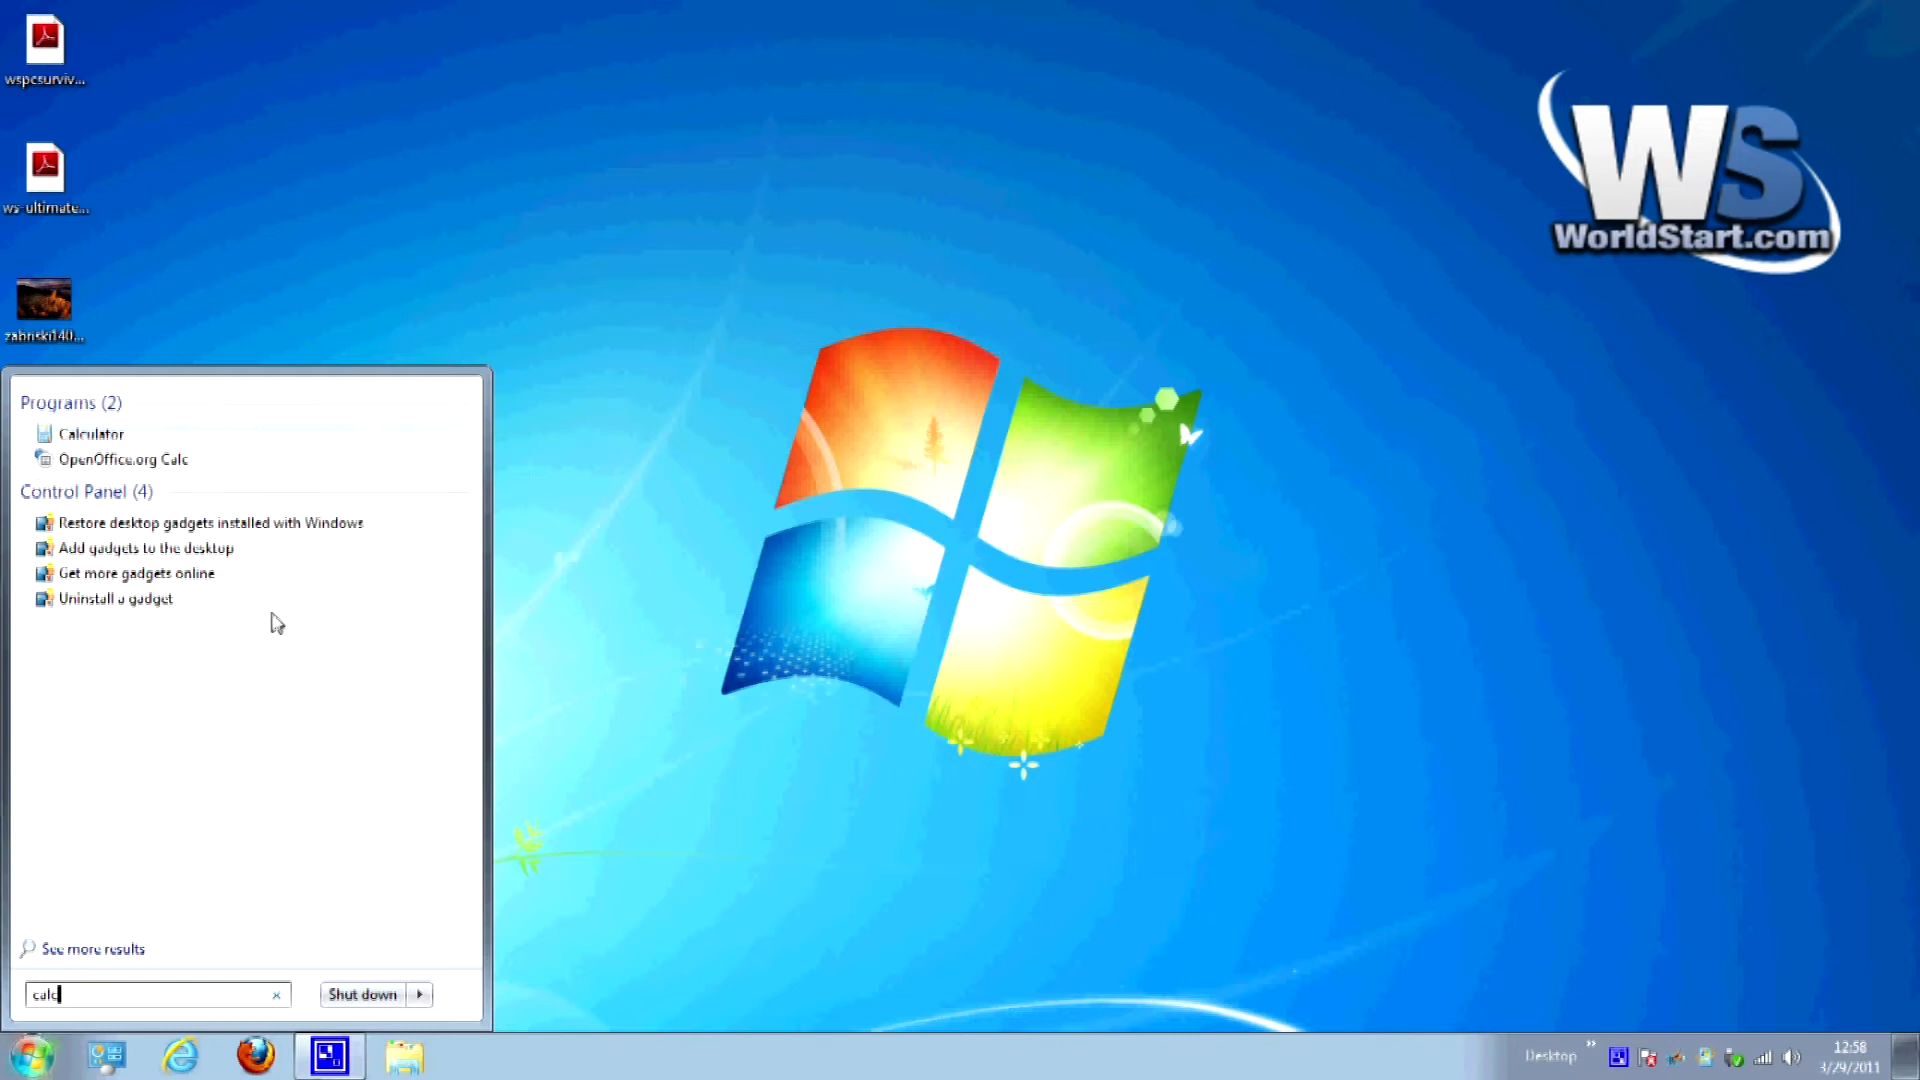 wspcsurviv...
ws-ultimate...
zabriski140...
WS
WorldStart.com
Programs (2)
Calculator
OpenOffice.org Calc
Control Panel (4)
Restore desktop gadgets installed with Windows
Add gadgets to the desktop
Get more gadgets online
Uninstall a gadget
See more results
calc
Shut down
Desktop
12:58
3/29/2011